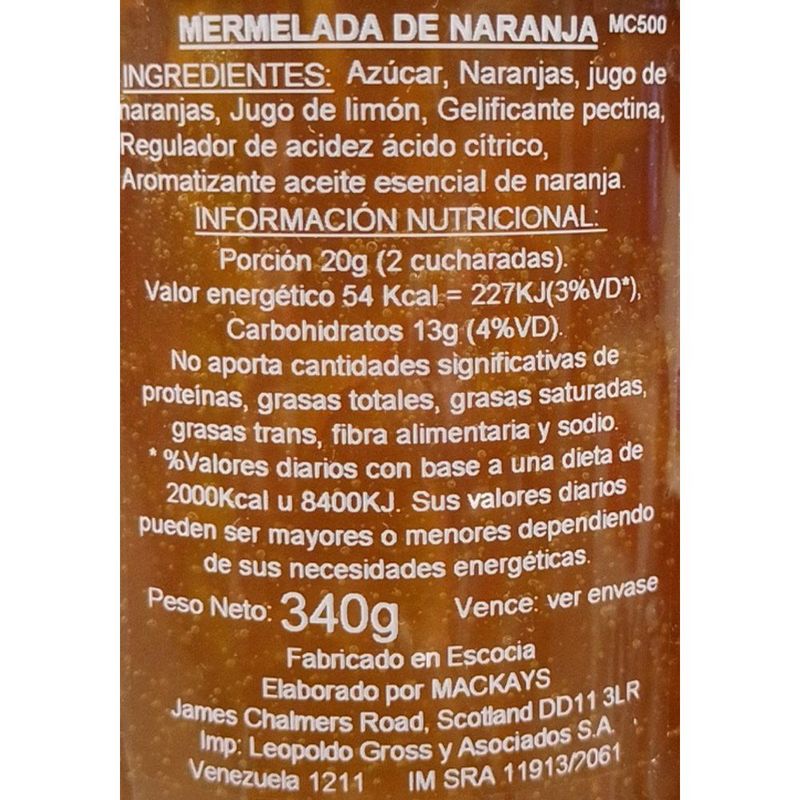 MERMELADA DE NARANJA MC500
INGREDIENTES: Azúcar, Naranjas, jugo de
naranjas, Jugo de limón, Gelificante pectina,
Regulador de acidez ácido cítrico,
Aromatizante aceite esencial de naranja.
INFORMACIÓN NUTRICIONAL:
Porción 20g (2 cucharadas).
Valor energético 54 Kcal = 227KJ(3%VD*),
Carbohidratos 13g (4%VD).
No aporta cantidades significativas de
proteínas, grasas totales, grasas saturadas,
grasas trans, fibra alimentaria y sodio.
* %Valores diarios con base a una dieta de
2000Kcal u 8400KJ. Sus valores diarios
pueden ser mayores o menores dependiendo
de sus necesidades energéticas.
Peso Neto: 340g Vence: ver envase
Fabricado en Escocia
Elaborado por MACKAYS
James Chalmers Road, Scotland DD11 3LR
Imp: Leopoldo Gross y Asociados S.A.
Venezuela 1211 IM SRA 11913/2061